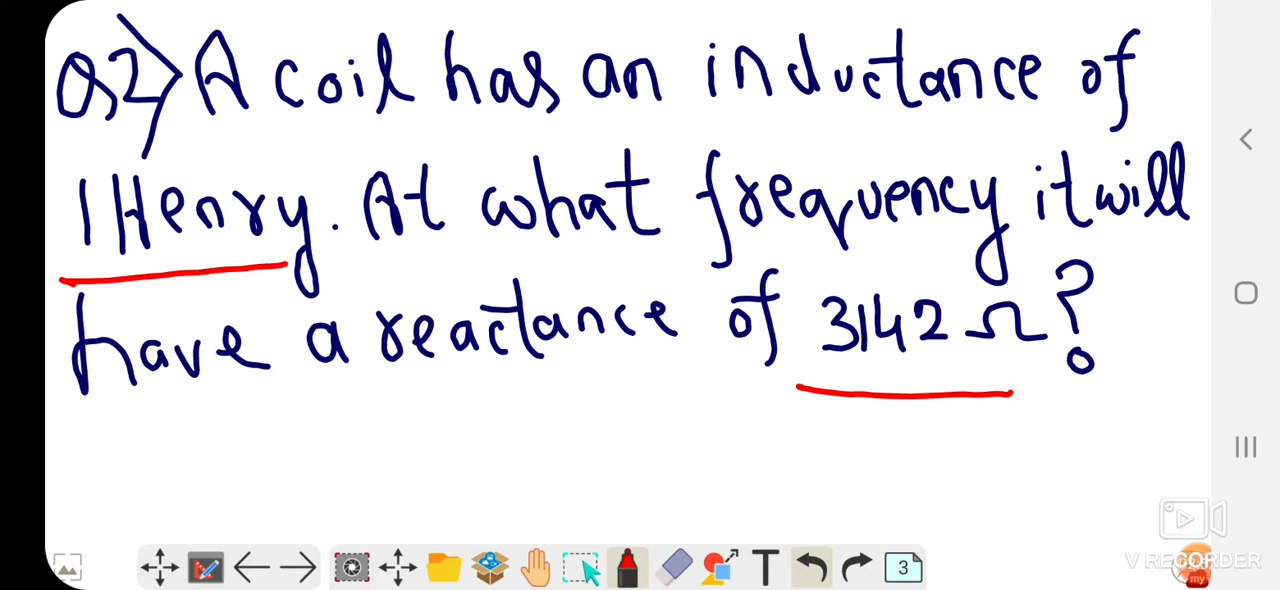 Q2> A coil has an inductance of
1 Henry. At what frequency it will
have a reactance of 3142 Ω ?
T
3
V RECORDER
my